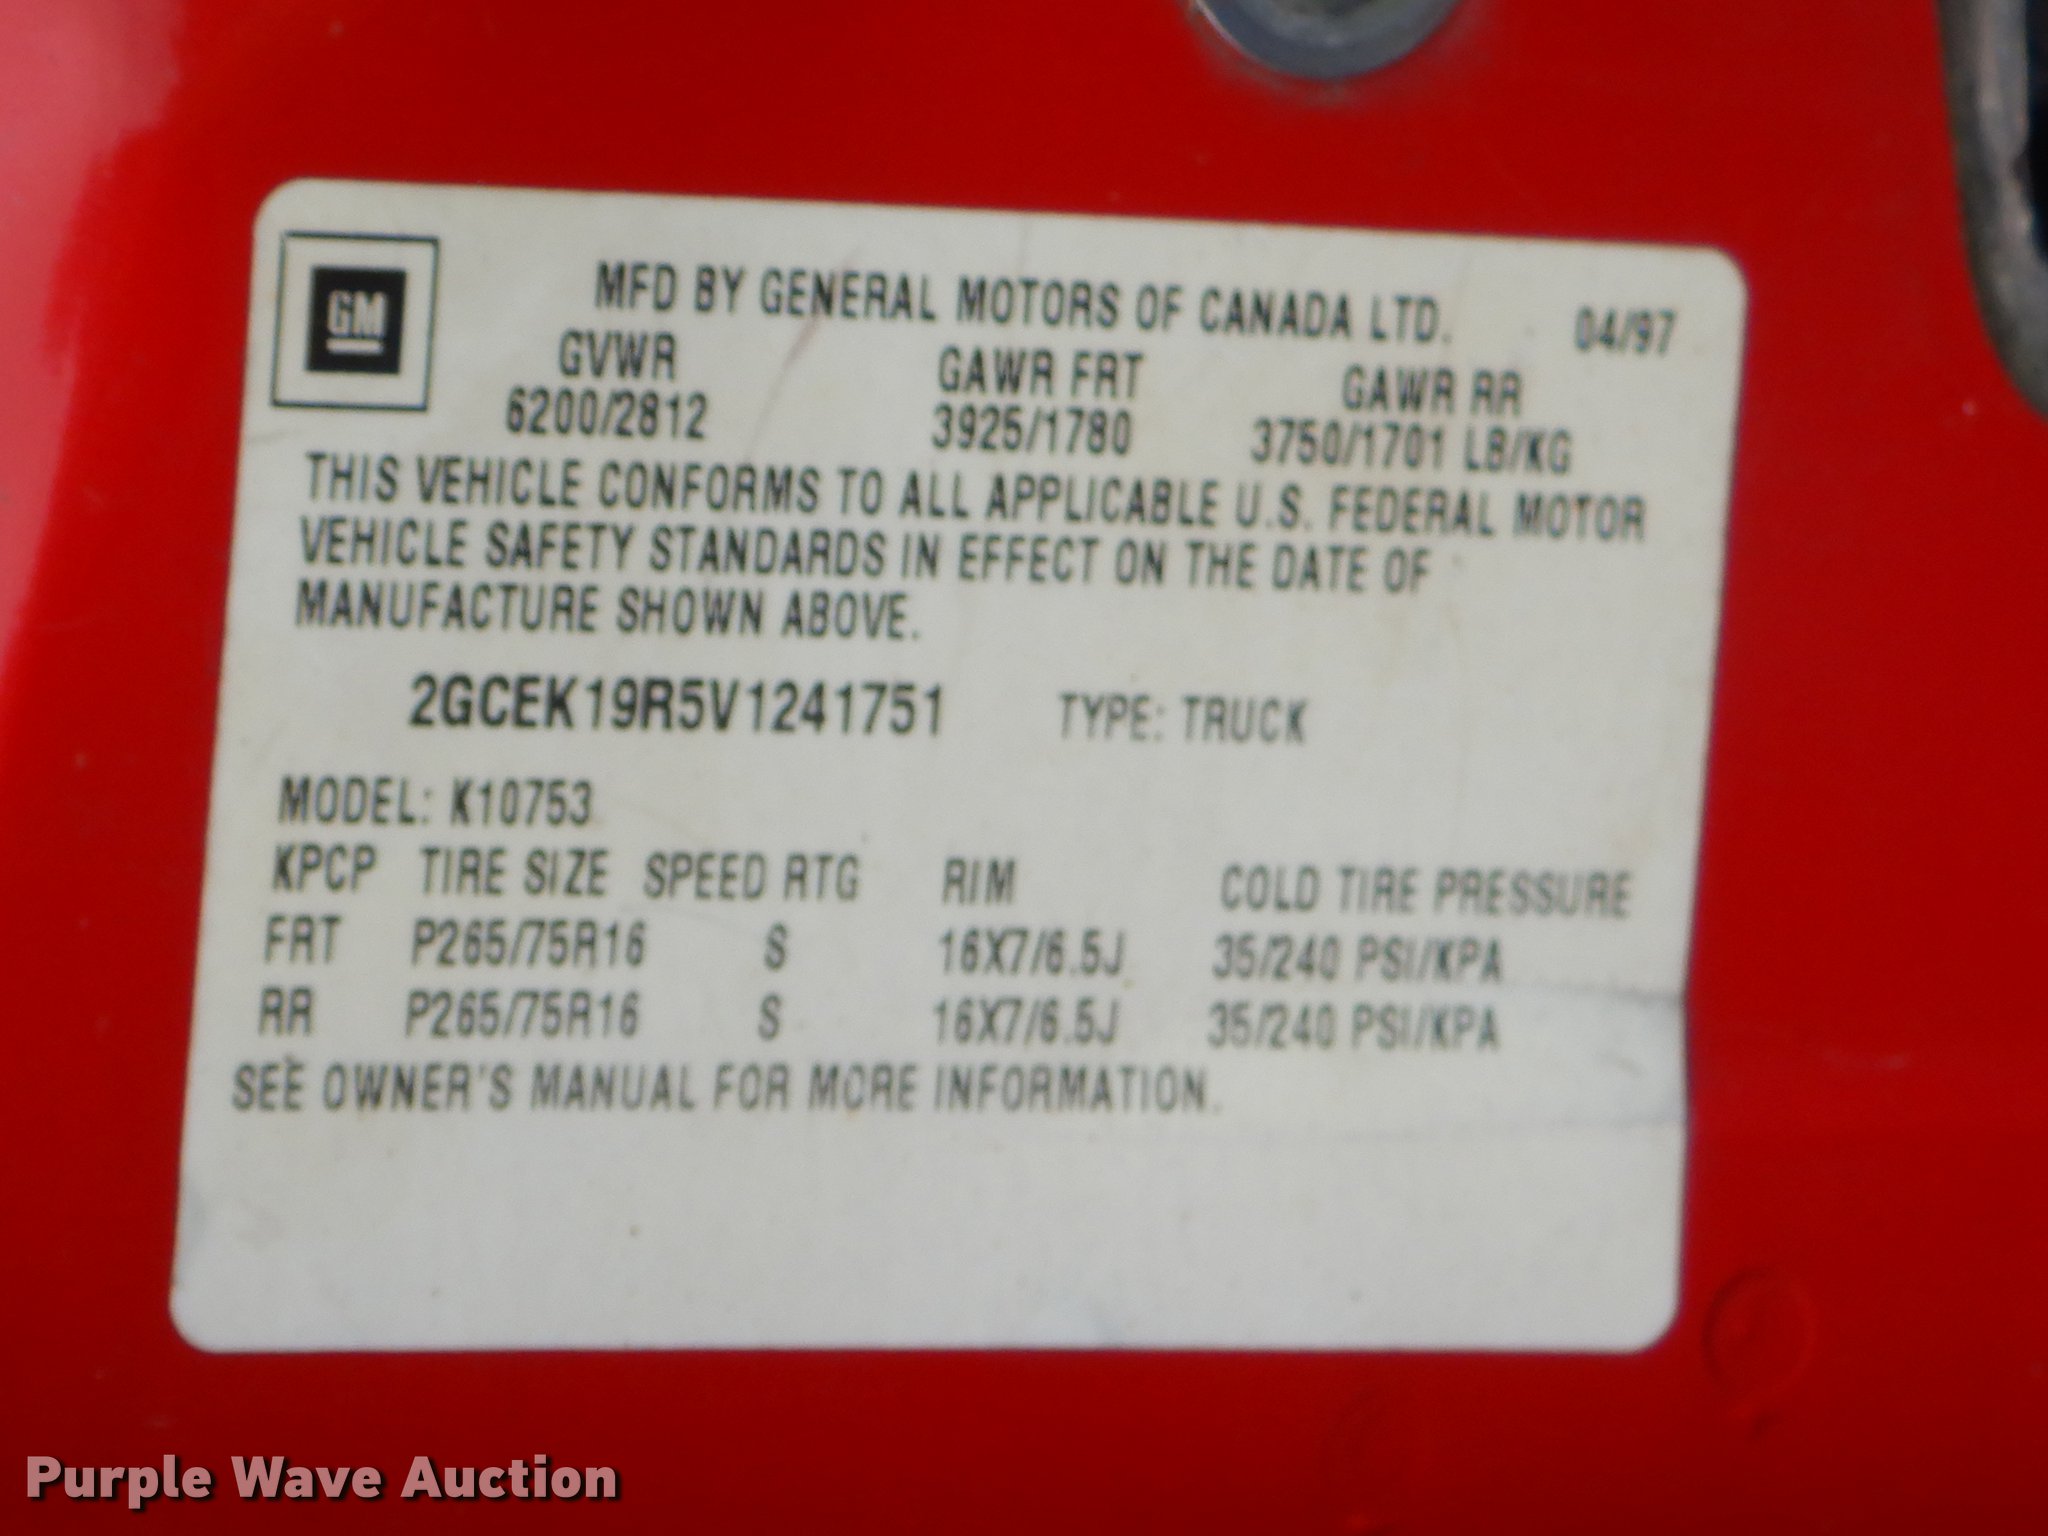 GM
MFD BY GENERAL MOTORS OF CANADA LTD. 04/97
GVWR GAWR FRT GAWR RR
6200/2812 3925/1780 3750/1701 LB/KG
THIS VEHICLE CONFORMS TO ALL APPLICABLE U.S. FEDERAL MOTOR
VEHICLE SAFETY STANDARDS IN EFFECT ON THE DATE OF
MANUFACTURE SHOWN ABOVE.
2GCEK19R5V1241751 TYPE: TRUCK
MODEL: K10753
KPCP TIRE SIZE SPEED RTG RIM COLD TIRE PRESSURE
FRT P265/75R16 S 16X7/6.5J 35/240 PSI/KPA
RR P265/75R16 S 16X7/6.5J 35/240 PSI/KPA
SEE OWNER'S MANUAL FOR MORE INFORMATION.
Purple Wave Auction